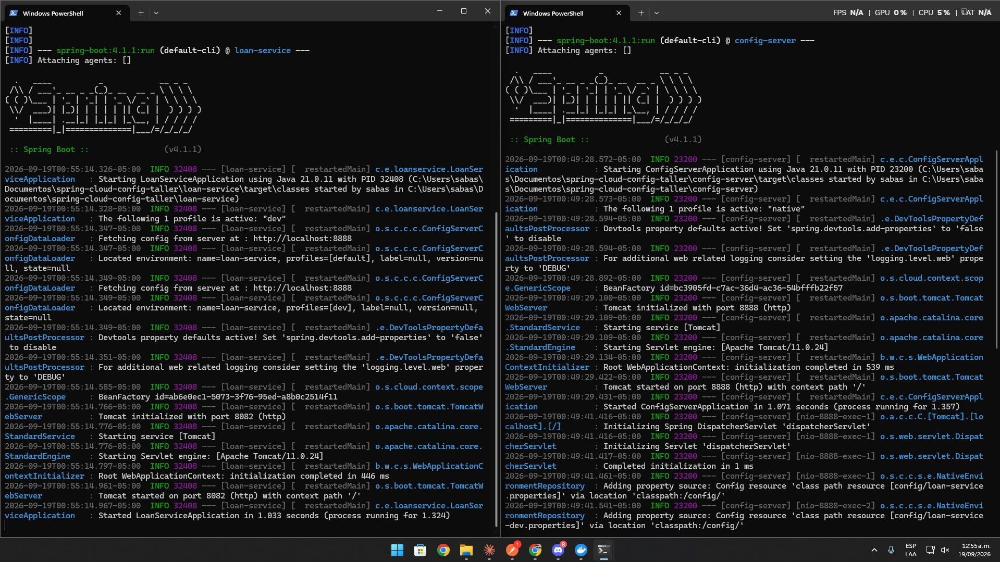 Windows PowerShell
[INFO]
[INFO]
[INFO] --- spring-boot:4.1.1:run (default-cli) @ loan-service ---
[INFO] Attaching agents: []
  .   ____          _            __ _ _
 /\\ / ___'_ __ _ _(_)_ __  __ _ \ \ \ \
( ( )\___ | '_ | '_| | '_ \/ _` | \ \ \ \
 \\/  ___)| |_)| | | | | || (_| |  ) ) ) )
  '  |____| .__|_| |_|_| |_\__, | / / / /
 =========|_|==============|___/=/_/_/_/
 :: Spring Boot ::                (v4.1.1)
2026-09-19T00:55:14.326-05:00  INFO 32408 --- [loan-service] [  restartedMain] c.e.loanservice.LoanSer
viceApplication   : Starting LoanServiceApplication using Java 21.0.11 with PID 32408 (C:\Users\sabas\
Documentos\spring-cloud-config-taller\loan-service\target\classes started by sabas in C:\Users\sabas\D
ocumentos\spring-cloud-config-taller\loan-service)
2026-09-19T00:55:14.328-05:00  INFO 32408 --- [loan-service] [  restartedMain] c.e.loanservice.LoanSer
viceApplication   : The following 1 profile is active: "dev"
2026-09-19T00:55:14.347-05:00  INFO 32408 --- [loan-service] [  restartedMain] o.s.c.c.c.ConfigServerC
onfigDataLoader   : Fetching config from server at : http://localhost:8888
2026-09-19T00:55:14.347-05:00  INFO 32408 --- [loan-service] [  restartedMain] o.s.c.c.c.ConfigServerC
onfigDataLoader   : Located environment: name=loan-service, profiles=[default], label=null, version=nu
ll, state=null
2026-09-19T00:55:14.349-05:00  INFO 32408 --- [loan-service] [  restartedMain] o.s.c.c.c.ConfigServerC
onfigDataLoader   : Fetching config from server at : http://localhost:8888
2026-09-19T00:55:14.349-05:00  INFO 32408 --- [loan-service] [  restartedMain] o.s.c.c.c.ConfigServerC
onfigDataLoader   : Located environment: name=loan-service, profiles=[dev], label=null, version=null,
state=null
2026-09-19T00:55:14.349-05:00  INFO 32408 --- [loan-service] [  restartedMain] .e.DevToolsPropertyDefa
ultsPostProcessor : Devtools property defaults active! Set 'spring.devtools.add-properties' to 'false'
 to disable
2026-09-19T00:55:14.351-05:00  INFO 32408 --- [loan-service] [  restartedMain] .e.DevToolsPropertyDefa
ultsPostProcessor : For additional web related logging consider setting the 'logging.level.web' proper
ty to 'DEBUG'
2026-09-19T00:55:14.585-05:00  INFO 32408 --- [loan-service] [  restartedMain] o.s.cloud.context.scope
.GenericScope     : BeanFactory id=ab6e0ec1-5073-3f76-95ed-a8b0c2514f11
2026-09-19T00:55:14.766-05:00  INFO 32408 --- [loan-service] [  restartedMain] o.s.boot.tomcat.TomcatW
ebServer          : Tomcat initialized with port 8082 (http)
2026-09-19T00:55:14.776-05:00  INFO 32408 --- [loan-service] [  restartedMain] o.apache.catalina.core.
StandardService   : Starting service [Tomcat]
2026-09-19T00:55:14.776-05:00  INFO 32408 --- [loan-service] [  restartedMain] o.apache.catalina.core.
StandardEngine    : Starting Servlet engine: [Apache Tomcat/11.0.24]
2026-09-19T00:55:14.797-05:00  INFO 32408 --- [loan-service] [  restartedMain] b.w.c.s.WebApplicationC
ontextInitializer : Root WebApplicationContext: initialization completed in 446 ms
2026-09-19T00:55:14.961-05:00  INFO 32408 --- [loan-service] [  restartedMain] o.s.boot.tomcat.TomcatW
ebServer          : Tomcat started on port 8082 (http) with context path '/'
2026-09-19T00:55:14.967-05:00  INFO 32408 --- [loan-service] [  restartedMain] c.e.loanservice.LoanSer
viceApplication   : Started LoanServiceApplication in 1.033 seconds (process running for 1.324)
Windows PowerShell
FPS N/A | GPU 0% | CPU 5% | LAT N/A
[INFO]
[INFO] --- spring-boot:4.1.1:run (default-cli) @ config-server ---
[INFO] Attaching agents: []
  .   ____          _            __ _ _
 /\\ / ___'_ __ _ _(_)_ __  __ _ \ \ \ \
( ( )\___ | '_ | '_| | '_ \/ _` | \ \ \ \
 \\/  ___)| |_)| | | | | || (_| |  ) ) ) )
  '  |____| .__|_| |_|_| |_\__, | / / / /
 =========|_|==============|___/=/_/_/_/
 :: Spring Boot ::                (v4.1.1)
2026-09-19T00:49:28.572-05:00  INFO 23200 --- [config-server] [  restartedMain] c.e.c.ConfigServerAppl
ication            : Starting ConfigServerApplication using Java 21.0.11 with PID 23200 (C:\Users\saba
s\Documentos\spring-cloud-config-taller\config-server\target\classes started by sabas in C:\Users\saba
s\Documentos\spring-cloud-config-taller\config-server)
2026-09-19T00:49:28.573-05:00  INFO 23200 --- [config-server] [  restartedMain] c.e.c.ConfigServerAppl
ication            : The following 1 profile is active: "native"
2026-09-19T00:49:28.594-05:00  INFO 23200 --- [config-server] [  restartedMain] .e.DevToolsPropertyDef
aultsPostProcessor : Devtools property defaults active! Set 'spring.devtools.add-properties' to 'false
' to disable
2026-09-19T00:49:28.594-05:00  INFO 23200 --- [config-server] [  restartedMain] .e.DevToolsPropertyDef
aultsPostProcessor : For additional web related logging consider setting the 'logging.level.web' prope
rty to 'DEBUG'
2026-09-19T00:49:28.892-05:00  INFO 23200 --- [config-server] [  restartedMain] o.s.cloud.context.scop
e.GenericScope     : BeanFactory id=bc3905fd-c7ac-36d4-ac36-54bfffb22f57
2026-09-19T00:49:29.100-05:00  INFO 23200 --- [config-server] [  restartedMain] o.s.boot.tomcat.Tomcat
WebServer          : Tomcat initialized with port 8888 (http)
2026-09-19T00:49:29.109-05:00  INFO 23200 --- [config-server] [  restartedMain] o.apache.catalina.core
.StandardService   : Starting service [Tomcat]
2026-09-19T00:49:29.109-05:00  INFO 23200 --- [config-server] [  restartedMain] o.apache.catalina.core
.StandardEngine    : Starting Servlet engine: [Apache Tomcat/11.0.24]
2026-09-19T00:49:29.134-05:00  INFO 23200 --- [config-server] [  restartedMain] b.w.c.s.WebApplication
ContextInitializer : Root WebApplicationContext: initialization completed in 539 ms
2026-09-19T00:49:29.422-05:00  INFO 23200 --- [config-server] [  restartedMain] o.s.boot.tomcat.Tomcat
WebServer          : Tomcat started on port 8888 (http) with context path '/'
2026-09-19T00:49:29.431-05:00  INFO 23200 --- [config-server] [  restartedMain] c.e.c.ConfigServerAppl
ication            : Started ConfigServerApplication in 1.071 seconds (process running for 1.357)
2026-09-19T00:49:41.416-05:00  INFO 23200 --- [config-server] [nio-8888-exec-1] o.a.c.c.C.[Tomcat].[lo
calhost].[/]       : Initializing Spring DispatcherServlet 'dispatcherServlet'
2026-09-19T00:49:41.416-05:00  INFO 23200 --- [config-server] [nio-8888-exec-1] o.s.web.servlet.Dispat
cherServlet        : Initializing Servlet 'dispatcherServlet'
2026-09-19T00:49:41.417-05:00  INFO 23200 --- [config-server] [nio-8888-exec-1] o.s.web.servlet.Dispat
cherServlet        : Completed initialization in 1 ms
2026-09-19T00:49:41.461-05:00  INFO 23200 --- [config-server] [nio-8888-exec-1] o.s.c.c.s.e.NativeEnvi
ronmentRepository  : Adding property source: Config resource 'class path resource [config/loan-service
.properties]' via location 'classpath:/config/'
2026-09-19T00:49:41.541-05:00  INFO 23200 --- [config-server] [nio-8888-exec-2] o.s.c.c.s.e.NativeEnvi
ronmentRepository  : Adding property source: Config resource 'class path resource [config/loan-service
-dev.properties]' via location 'classpath:/config/'
1
8
ESP
LAA
12:55 a.m.
19/09/2026